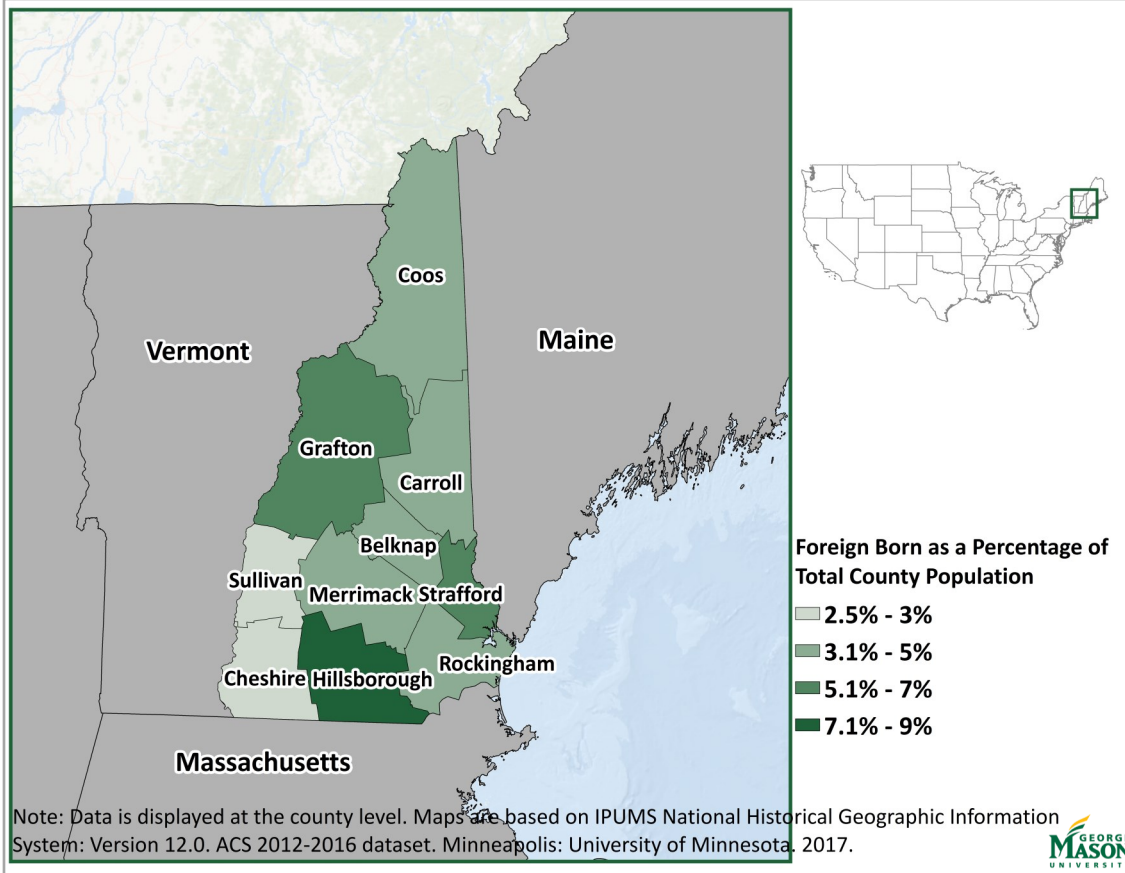 Coos
Vermont
Maine
Grafton
Carroll
Belknap
Sullivan
Merrimack
Strafford
Rockingham
Cheshire
Hillsborough
Massachusetts
Foreign Born as a Percentage of
Total County Population
2.5% - 3%
3.1% - 5%
5.1% - 7%
7.1% - 9%
Note: Data is displayed at the county level. Maps are based on IPUMS National Historical Geographic Information
System: Version 12.0. ACS 2012-2016 dataset. Minneapolis: University of Minnesota. 2017.
GEORGE
MASON
UNIVERSIT